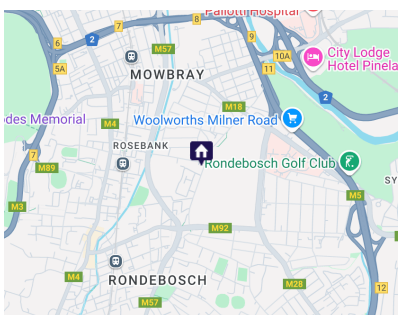 Pallotti Hospital
7
8
M57
9
6
2
10A
City Lodge
Hotel Pinela
5A
MOWBRAY
11
8
M18
2
odes Memorial
M4
Woolworths Milner Road
ROSEBANK
7
M89
Rondebosch Golf Club
SY
M5
M3
M92
RONDEBOSCH
M4
M28
12
M57